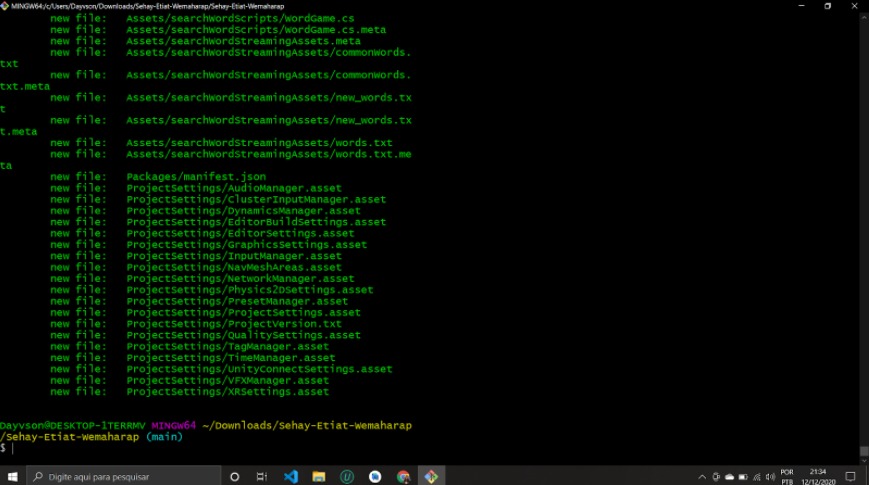 MINGW64:/c/Users/Dayvson/Downloads/Sehay-Etiat-Wemaharap/Sehay-Etiat-Wemaharap
new file: Assets/searchWordScripts/WordGame.cs
new file: Assets/searchWordScripts/WordGame.cs.meta
new file: Assets/searchWordStreamingAssets.meta
new file: Assets/searchWordStreamingAssets/commonWords.
txt
new file: Assets/searchWordStreamingAssets/commonWords.
txt.meta
new file: Assets/searchWordStreamingAssets/new_words.tx
t
new file: Assets/searchWordStreamingAssets/new_words.tx
t.meta
new file: Assets/searchWordStreamingAssets/words.txt
new file: Assets/searchWordStreamingAssets/words.txt.me
ta
new file: Packages/manifest.json
new file: ProjectSettings/AudioManager.asset
new file: ProjectSettings/ClusterInputManager.asset
new file: ProjectSettings/DynamicsManager.asset
new file: ProjectSettings/EditorBuildSettings.asset
new file: ProjectSettings/EditorSettings.asset
new file: ProjectSettings/GraphicsSettings.asset
new file: ProjectSettings/InputManager.asset
new file: ProjectSettings/NavMeshAreas.asset
new file: ProjectSettings/NetworkManager.asset
new file: ProjectSettings/Physics2DSettings.asset
new file: ProjectSettings/PresetManager.asset
new file: ProjectSettings/ProjectSettings.asset
new file: ProjectSettings/ProjectVersion.txt
new file: ProjectSettings/QualitySettings.asset
new file: ProjectSettings/TagManager.asset
new file: ProjectSettings/TimeManager.asset
new file: ProjectSettings/UnityConnectSettings.asset
new file: ProjectSettings/VFXManager.asset
new file: ProjectSettings/XRSettings.asset
Dayvson@DESKTOP-1TERRMV MINGW64 ~/Downloads/Sehay-Etiat-Wemaharap
/Sehay-Etiat-Wemaharap (main)
$
Digite aqui para pesquisar
POR
PTB
21:34
12/12/2020